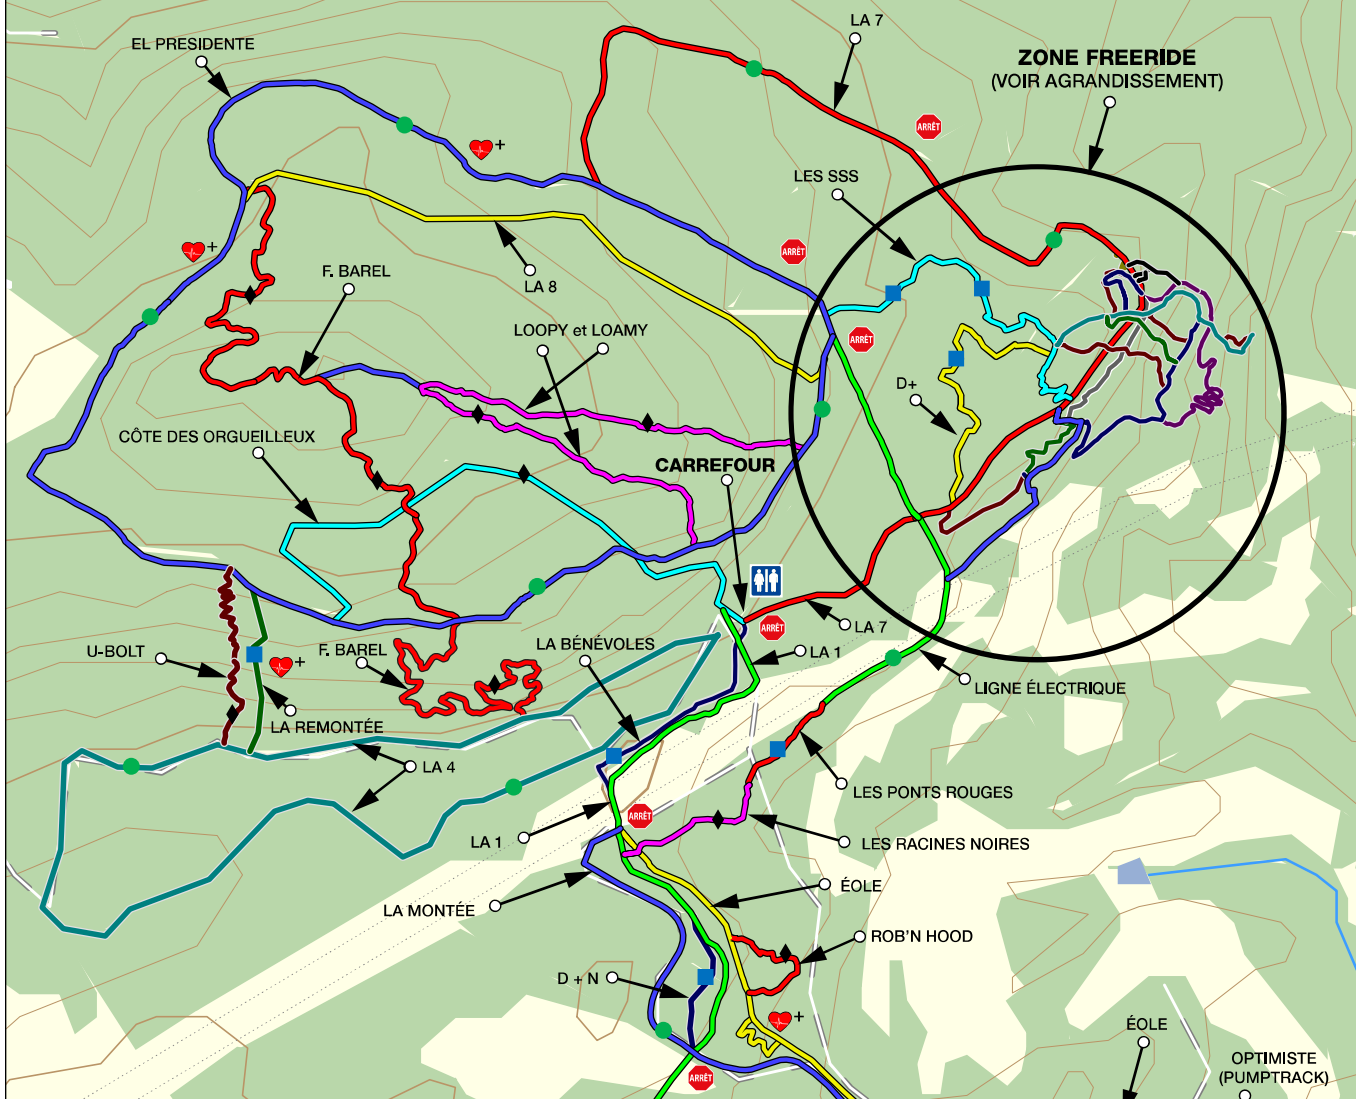 LA 7
EL PRESIDENTE
ZONE FREERIDE
(VOIR AGRANDISSEMENT)
ARRÊT
+
LES SSS
+
ARRÊT
F. BAREL
LA 8
LOOPY et LOAMY
ARRÊT
D+
CÔTE DES ORGUEILLEUX
CARREFOUR
LA 7
ARRÊT
LA BÉNÉVOLES
U-BOLT
+
F. BAREL
LA 1
LIGNE ÉLECTRIQUE
LA REMONTÉE
LA 4
LES PONTS ROUGES
ARRÊT
LA 1
LES RACINES NOIRES
ÉOLE
LA MONTÉE
ROB'N HOOD
D + N
+
ÉOLE
OPTIMISTE
(PUMPTRACK)
ARRÊT